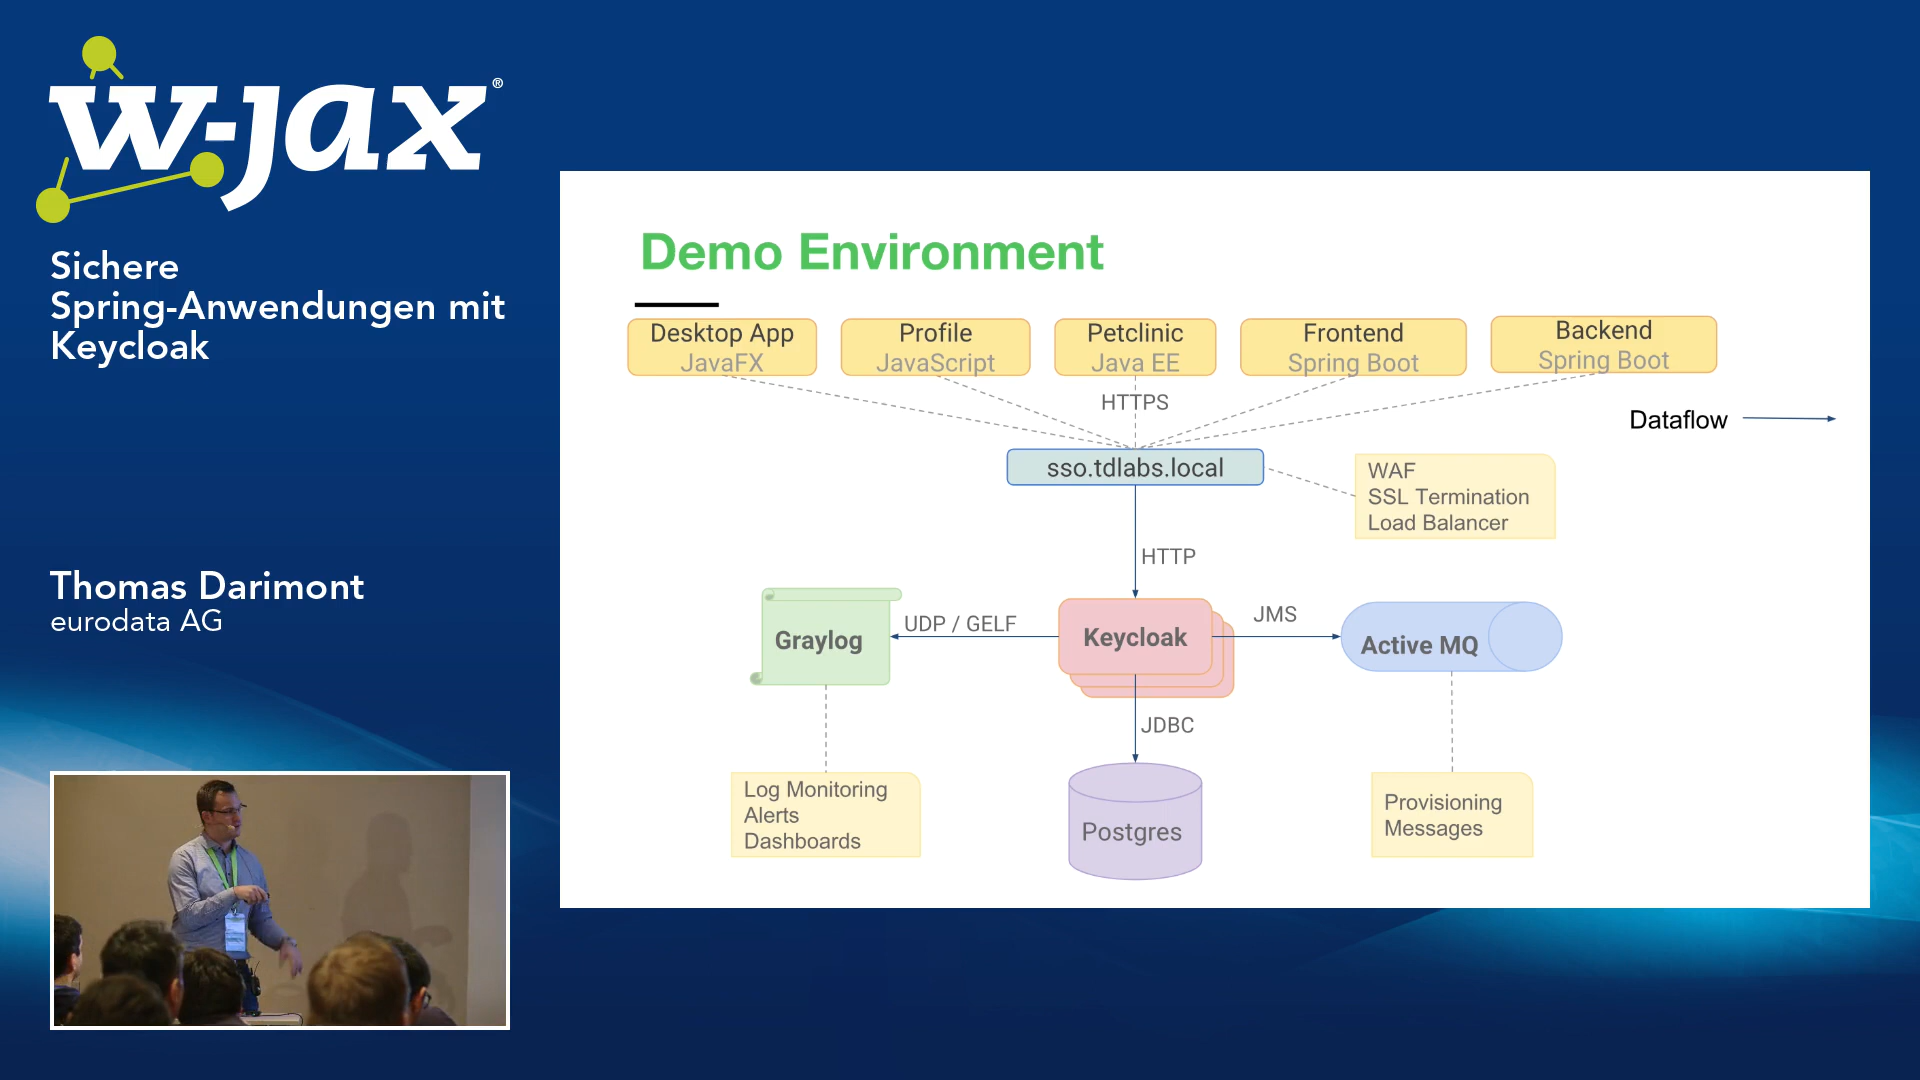 w-jax®
Sichere
Spring-Anwendungen mit
Keycloak
Thomas Darimont
eurodata AG
Demo Environment
Desktop App
JavaFX
Profile
JavaScript
Petclinic
Java EE
Frontend
Spring Boot
Backend
Spring Boot
HTTPS
Dataflow
sso.tdlabs.local
WAF
SSL Termination
Load Balancer
HTTP
Graylog
UDP / GELF
Keycloak
JMS
Active MQ
JDBC
Log Monitoring
Alerts
Dashboards
Postgres
Provisioning
Messages